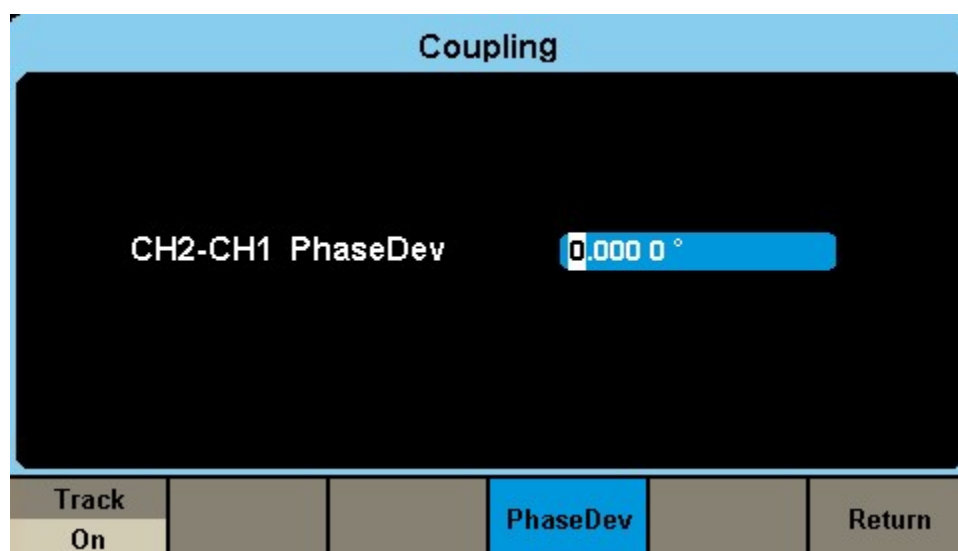 Coupling
CH2-CH1 PhaseDev 0.000 0 °
Track
On
PhaseDev
Return